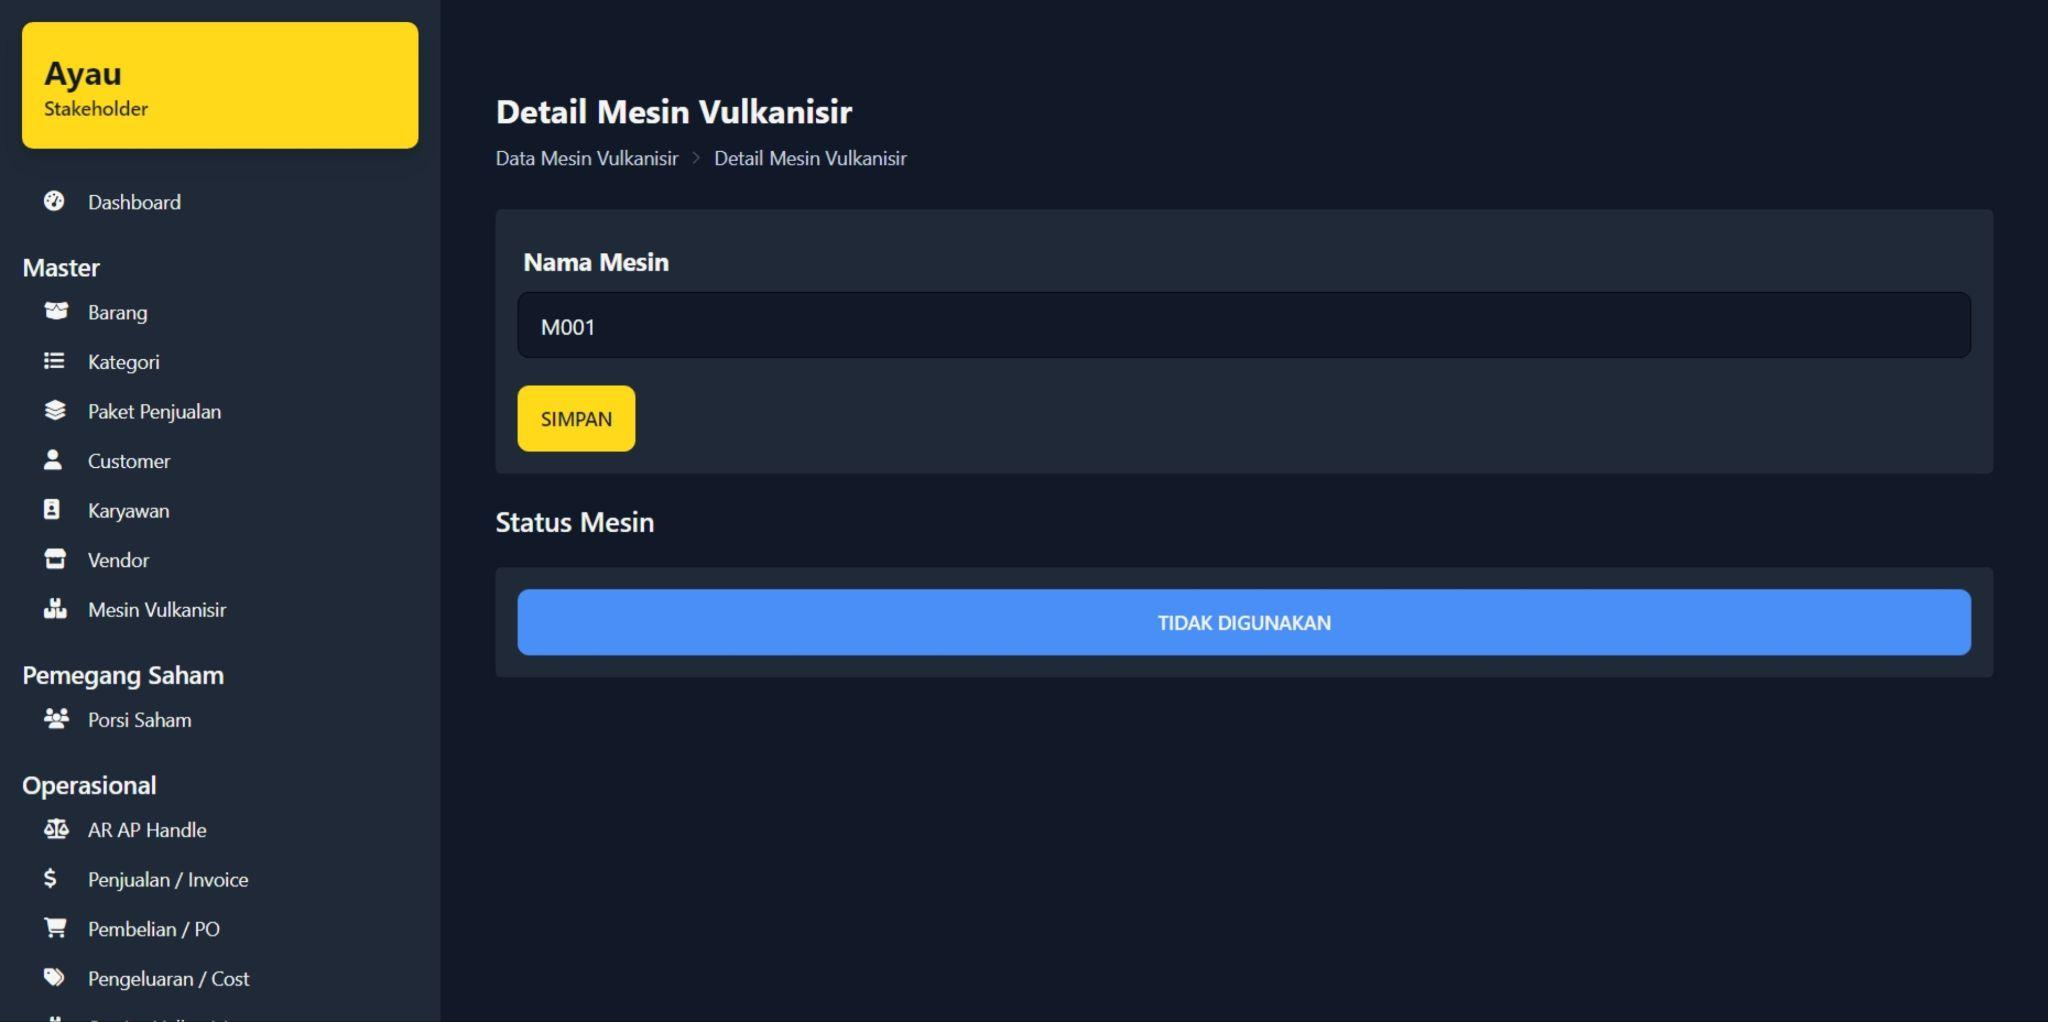 Ayau
Stakeholder
Dashboard
Master
Barang
Kategori
Paket Penjualan
Customer
Karyawan
Vendor
Mesin Vulkanisir
Pemegang Saham
Porsi Saham
Operasional
AR AP Handle
Penjualan / Invoice
Pembelian / PO
Pengeluaran / Cost
Detail Mesin Vulkanisir
Data Mesin Vulkanisir > Detail Mesin Vulkanisir
Nama Mesin
M001
SIMPAN
Status Mesin
TIDAK DIGUNAKAN